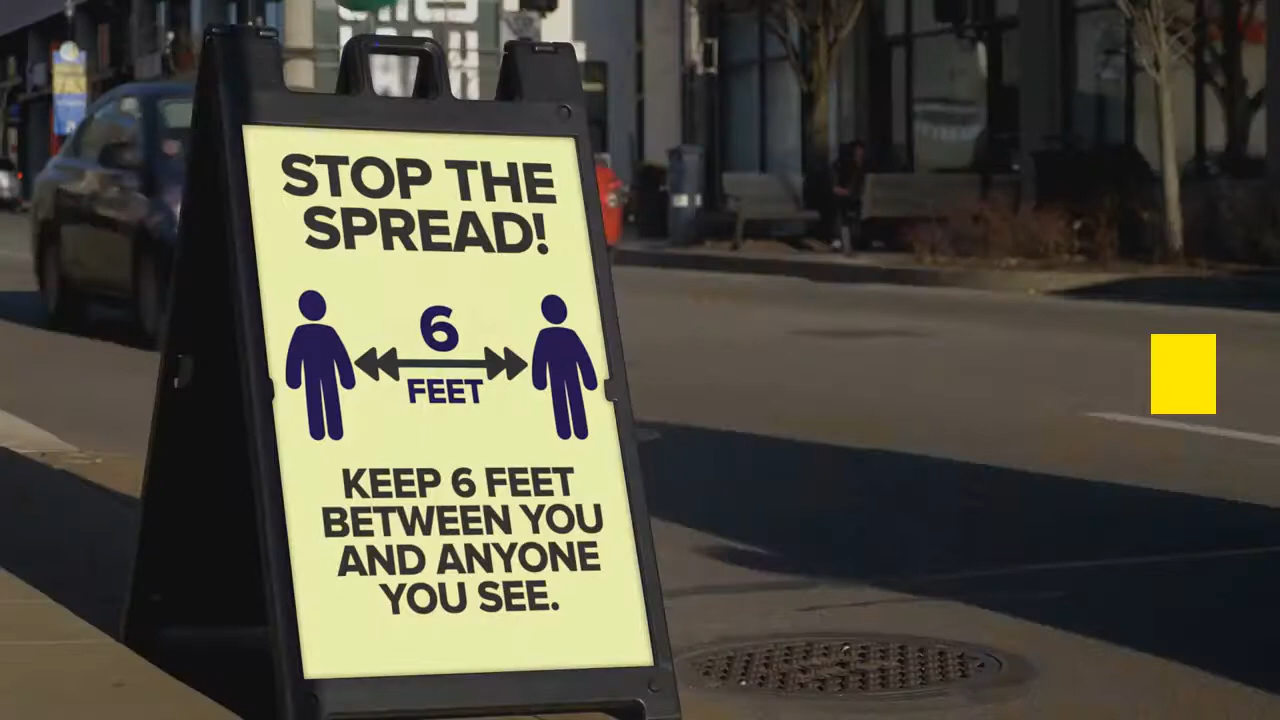 STOP THE
SPREAD!
6
FEET
KEEP 6 FEET
BETWEEN YOU
AND ANYONE
YOU SEE.